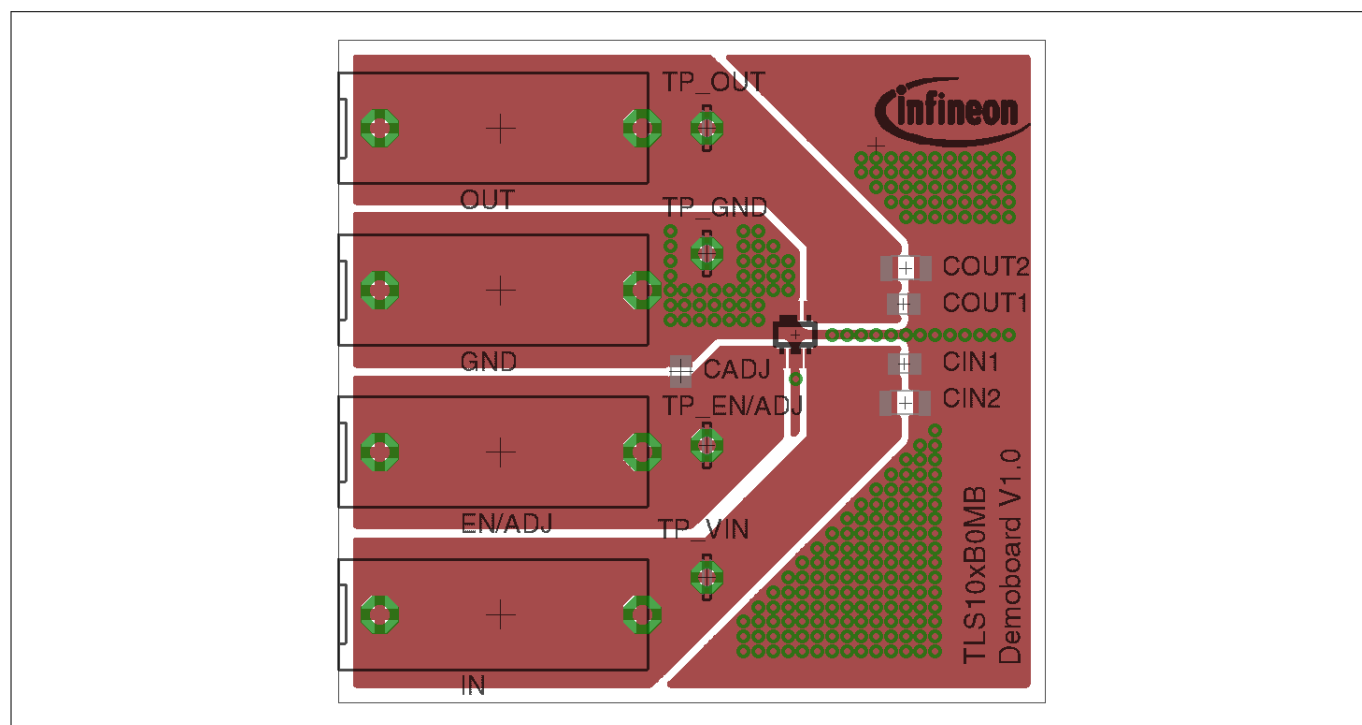 TP_OUT
infineon
OUT
TP_GND
COUT2
COUT1
GND
CADJ
CIN1
CIN2
TP_EN/ADJ
EN/ADJ
TP_VIN
IN
TLS10xB0MB
Demoboard V1.0